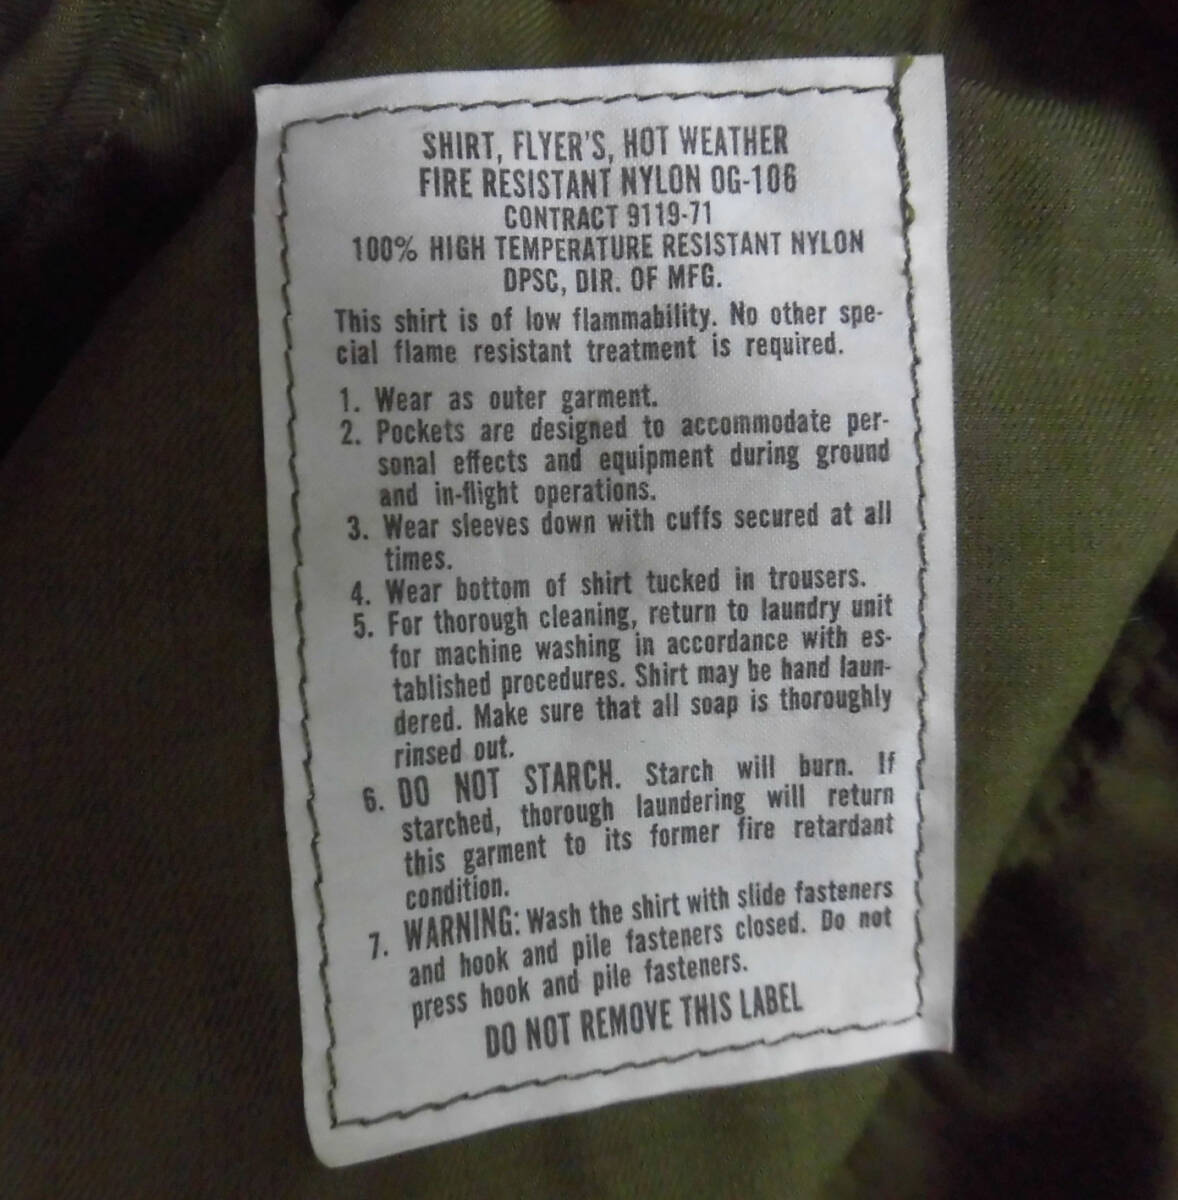 SHIRT, FLYER'S, HOT WEATHER
FIRE RESISTANT NYLON OG-106
CONTRACT 9119-71
100% HIGH TEMPERATURE RESISTANT NYLON
DPSC, DIR. OF MFG.
This shirt is of low flammability. No other spe-
cial flame resistant treatment is required.
1. Wear as outer garment.
2. Pockets are designed to accommodate per-
sonal effects and equipment during ground
and in-flight operations.
3. Wear sleeves down with cuffs secured at all
times.
4. Wear bottom of shirt tucked in trousers.
5. For thorough cleaning, return to laundry unit
for machine washing in accordance with es-
tablished procedures. Shirt may be hand laun-
dered. Make sure that all soap is thoroughly
rinsed out.
6. DO NOT STARCH. Starch will burn. If
starched, thorough laundering will return
this garment to its former fire retardant
condition.
7. WARNING: Wash the shirt with slide fasteners
and hook and pile fasteners closed. Do not
press hook and pile fasteners.
DO NOT REMOVE THIS LABEL